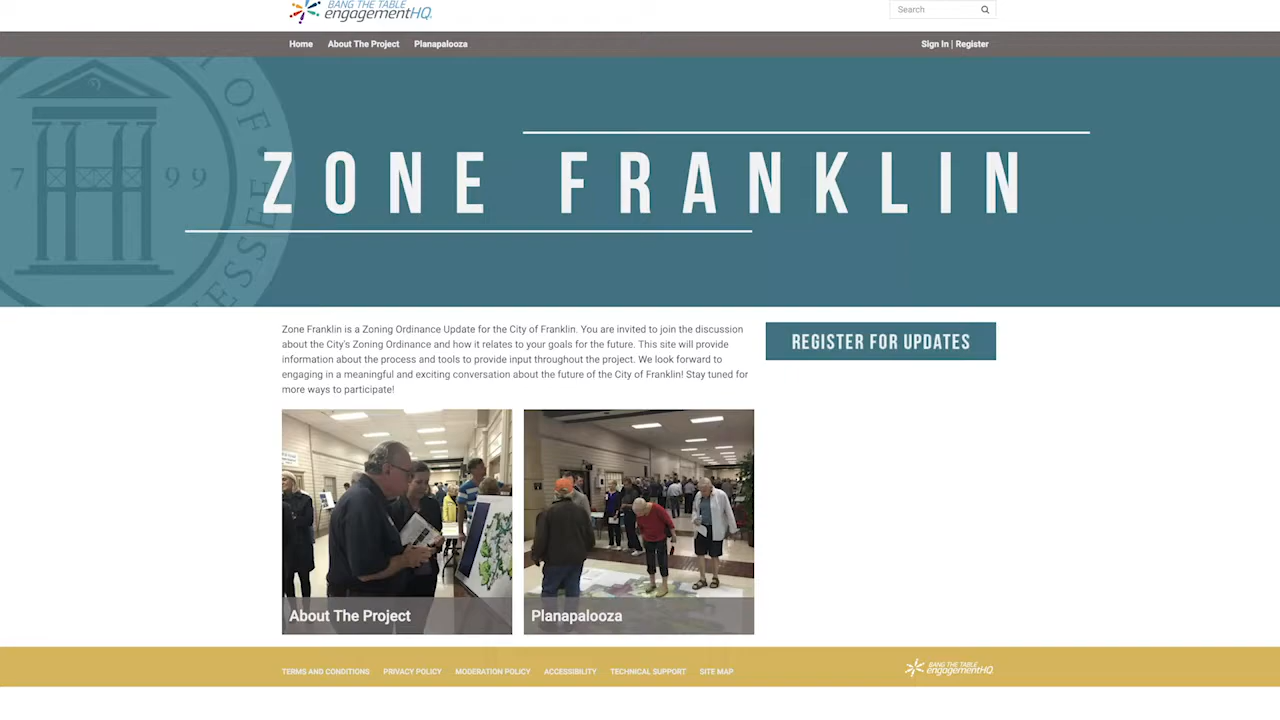 BANG THE TABLE
engagementHQ.
Search
Home About The Project Planapalooza
Sign In | Register
OF
7 99
ESSEE
ZONE FRANKLIN
Zone Franklin is a Zoning Ordinance Update for the City of Franklin. You are invited to join the discussion
about the City's Zoning Ordinance and how it relates to your goals for the future. This site will provide
information about the process and tools to provide input throughout the project. We look forward to
engaging in a meaningful and exciting conversation about the future of the City of Franklin! Stay tuned for
more ways to participate!
REGISTER FOR UPDATES
About The Project
Planapalooza
TERMS AND CONDITIONS PRIVACY POLICY MODERATION POLICY ACCESSIBILITY TECHNICAL SUPPORT SITE MAP
BANG THE TABLE
engagementHQ.